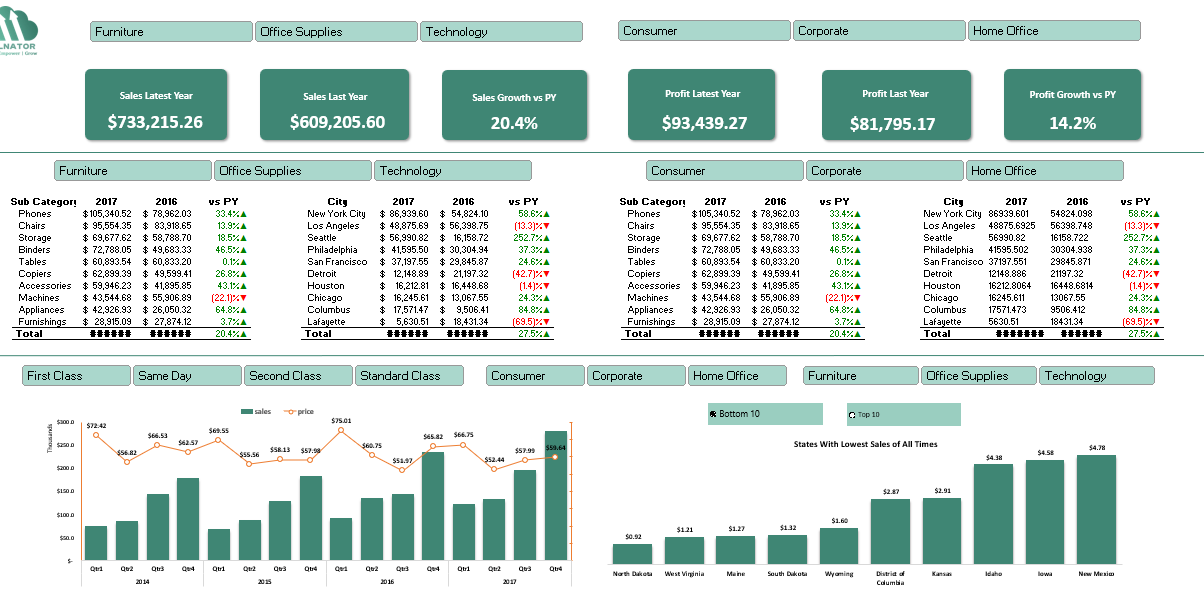 LNATOR
Furniture Office Supplies Technology Consumer Corporate Home Office
Sales Latest Year
$733,215.26
Sales Last Year
$609,205.60
Sales Growth vs PY
20.4%
Profit Latest Year
$93,439.27
Profit Last Year
$81,795.17
Profit Growth vs PY
14.2%
Furniture Office Supplies Technology
Sub Categor 2017 2016 vs PY
Phones $105,340.52 $ 78,962.03 33.4%▲
Chairs $ 95,554.35 $ 83,918.65 13.9%▲
Storage $ 69,677.62 $ 58,788.70 18.5%▲
Binders $ 72,788.05 $ 49,683.33 46.5%▲
Tables $ 60,893.54 $ 60,833.20 0.1%▲
Copiers $ 62,899.39 $ 49,599.41 26.8%▲
Accessories $ 59,946.23 $ 41,895.85 43.1%▲
Machines $ 43,544.68 $ 55,906.89 (22.1)%▼
Appliances $ 42,926.93 $ 26,050.32 64.8%▲
Furnishings $ 28,915.09 $ 27,874.12 3.7%▲
Total ###### ###### 20.4%▲
City 2017 2016 vs PY
New York City $ 86,939.60 $ 54,824.10 58.6%▲
Los Angeles $ 48,875.69 $ 56,398.75 (13.3)%▼
Seattle $ 56,990.82 $ 16,158.72 252.7%▲
Philadelphia $ 41,595.50 $ 30,304.94 37.3%▲
San Francisco $ 37,197.55 $ 29,845.87 24.6%▲
Detroit $ 12,148.89 $ 21,197.32 (42.7)%▼
Houston $ 16,212.81 $ 16,448.68 (1.4)%▼
Chicago $ 16,245.61 $ 13,067.55 24.3%▲
Columbus $ 17,571.47 $ 9,506.41 84.8%▲
Lafayette $ 5,630.51 $ 18,431.34 (69.5)%▼
Total ###### ###### 27.5%▲
Consumer Corporate Home Office
Sub Categor 2017 2016 vs PY
Phones $105,340.52 $ 78,962.03 33.4%▲
Chairs $ 95,554.35 $ 83,918.65 13.9%▲
Storage $ 69,677.62 $ 58,788.70 18.5%▲
Binders $ 72,788.05 $ 49,683.33 46.5%▲
Tables $ 60,893.54 $ 60,833.20 0.1%▲
Copiers $ 62,899.39 $ 49,599.41 26.8%▲
Accessories $ 59,946.23 $ 41,895.85 43.1%▲
Machines $ 43,544.68 $ 55,906.89 (22.1)%▼
Appliances $ 42,926.93 $ 26,050.32 64.8%▲
Furnishings $ 28,915.09 $ 27,874.12 3.7%▲
Total ###### ###### 20.4%▲
City 2017 2016 vs PY
New York City 86939.601 54824.098 58.6%▲
Los Angeles 48875.6925 56398.748 (13.3)%▼
Seattle 56990.82 16158.722 252.7%▲
Philadelphia 41595.502 30304.938 37.3%▲
San Francisco 37197.551 29845.871 24.6%▲
Detroit 12148.886 21197.32 (42.7)%▼
Houston 16212.8064 16448.6814 (1.4)%▼
Chicago 16245.611 13067.55 24.3%▲
Columbus 17571.473 9506.412 84.8%▲
Lafayette 5630.51 18431.34 (69.5)%▼
Total ####### ###### 27.5%▲
First Class Same Day Second Class Standard Class Consumer Corporate Home Office Furniture Office Supplies Technology
sales price
Thousands
$300.0
$250.0
$200.0
$150.0
$100.0
$50.0
$-
$72.42 $56.82 $66.53 $62.57 $69.55 $55.56 $58.13 $57.98 $75.01 $60.75 $51.97 $65.82 $66.75 $52.44 $57.99 $59.64
Qtr1 Qtr2 Qtr3 Qtr4 Qtr1 Qtr2 Qtr3 Qtr4 Qtr1 Qtr2 Qtr3 Qtr4 Qtr1 Qtr2 Qtr3 Qtr4
2014 2015 2016 2017
Bottom 10 Top 10
States With Lowest Sales of All Times
$0.92 $1.21 $1.27 $1.32 $1.60 $2.87 $2.91 $4.38 $4.58 $4.78
North Dakota West Virginia Maine South Dakota Wyoming District of Columbia Kansas Idaho Iowa New Mexico